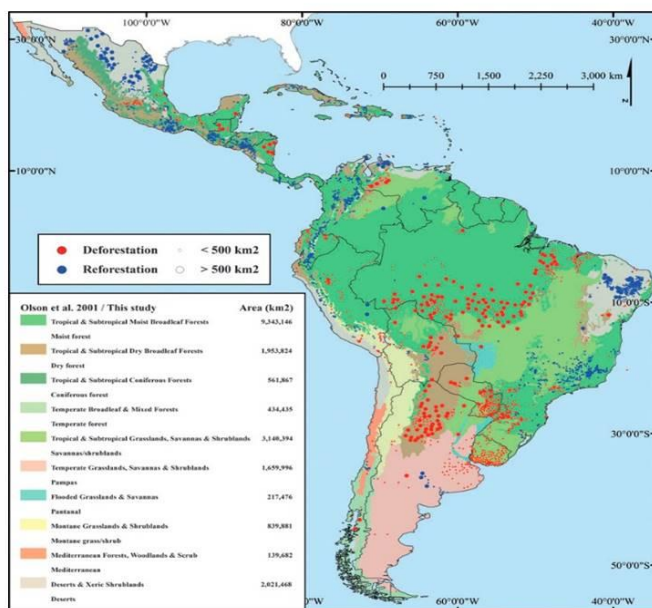 100°0'0"W 80°0'0"W 60°0'0"W 40°0'0"W
30°0'0"N
0 750 1,500 2,250 3,000
km
N
10°0'0"N 10°0'0"N
Deforestation < 500 km2
Reforestation > 500 km2
Olson et al. 2001 / This study Area (km2)
Tropical & Subtropical Moist Broadleaf Forests 9,343,146
Moist forest
Tropical & Subtropical Dry Broadleaf Forests 1,953,824
Dry forest
Tropical & Subtropical Coniferous Forests 561,867
Coniferous forest
Temperate Broadleaf & Mixed Forests 434,435
Temperate forest
Tropical & Subtropical Grasslands, Savannas & Shrublands 3,140,394
Savannas/shrublands
Temperate Grasslands, Savannas & Shrublands 1,659,996
Pampas
Flooded Grasslands & Savannas 217,476
Pantanal
Montane Grasslands & Shrublands 839,881
Montane grass/shrub
Mediterranean Forests, Woodlands & Scrub 139,682
Mediterranean
Deserts & Xeric Shrublands 2,021,468
Deserts
10°0'0"S
30°0'0"S
50°0'0"S
100°0'0"W 80°0'0"W 60°0'0"W 40°0'0"W